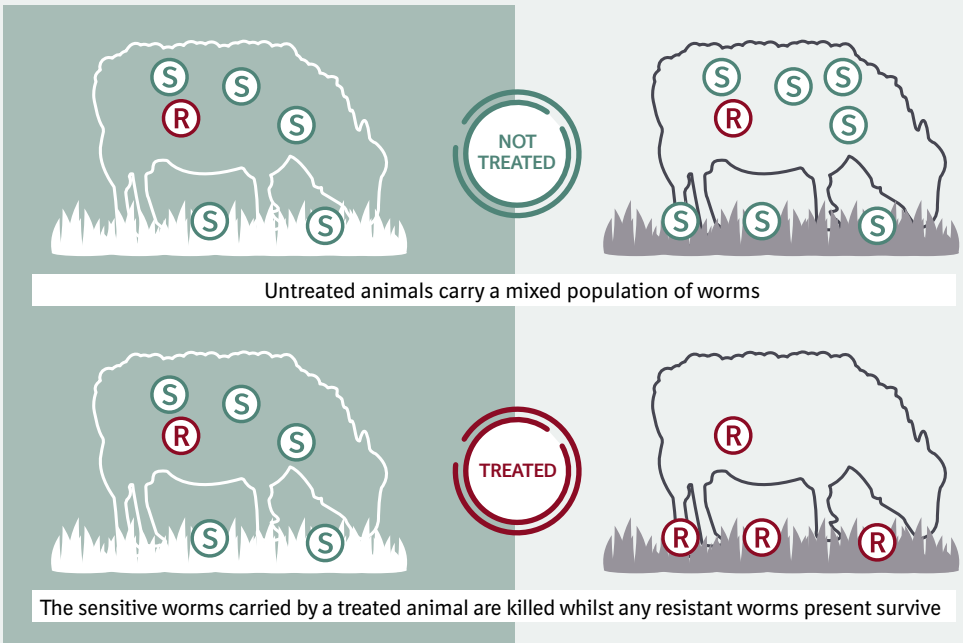 S
S
R
S
S
S
NOT
TREATED
S
S
S
R
S
S
S
S
Untreated animals carry a mixed population of worms
S
S
R
S
S
S
TREATED
R
R
R
R
The sensitive worms carried by a treated animal are killed whilst any resistant worms present survive